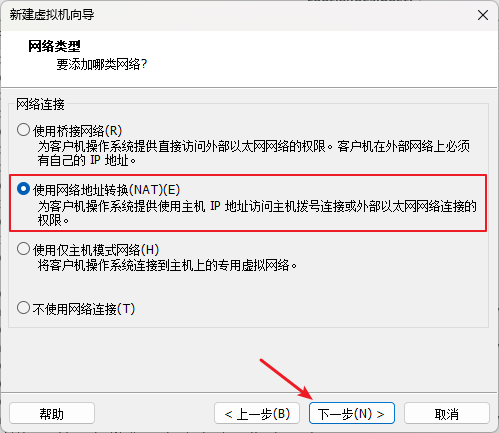 新建虚拟机向导
网络类型
要添加哪类网络?
网络连接
使用桥接网络(R)
为客户机操作系统提供直接访问外部以太网网络的权限。客户机在外部网络上必须
有自己的 IP 地址。
使用网络地址转换(NAT)(E)
为客户机操作系统提供使用主机 IP 地址访问主机拨号连接或外部以太网网络连接的
权限。
使用仅主机模式网络(H)
将客户机操作系统连接到主机上的专用虚拟网络。
不使用网络连接(T)
帮助
< 上一步(B)
下一步(N) >
取消